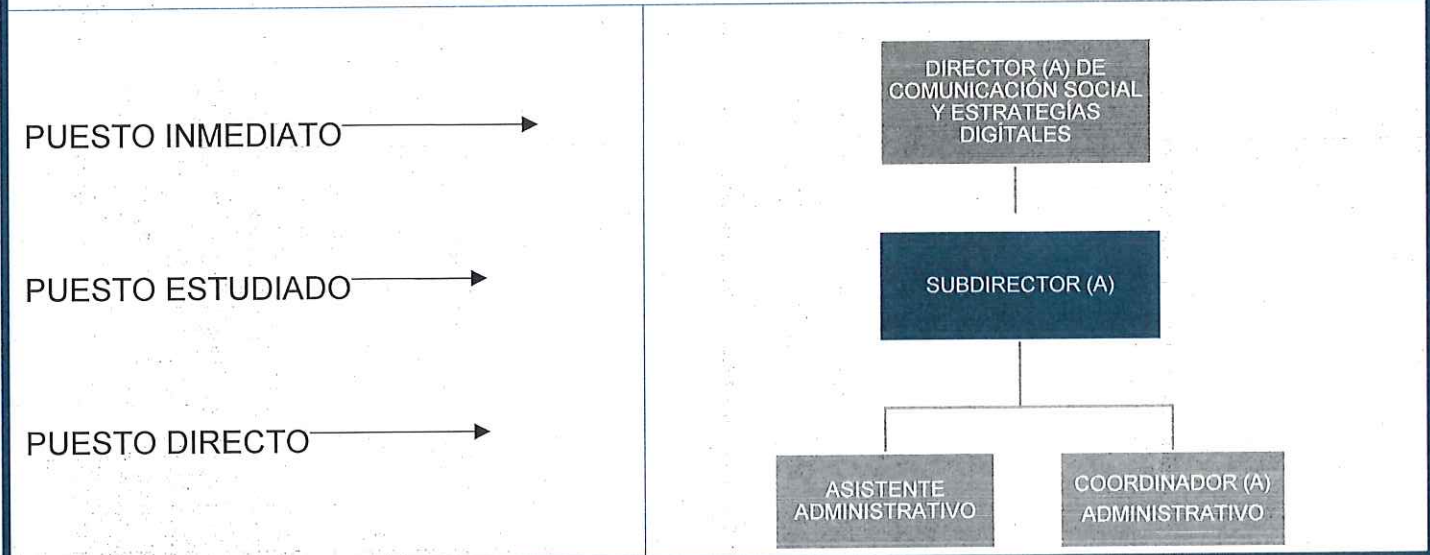 DIRECTOR (A) DE
COMUNICACIÓN SOCIAL
Y ESTRATEGÍAS
DIGÍTALES
PUESTO INMEDIATO
PUESTO ESTUDIADO
SUBDIRECTOR (A)
PUESTO DIRECTO
ASISTENTE
ADMINISTRATIVO
COORDINADOR (A)
ADMINISTRATIVO